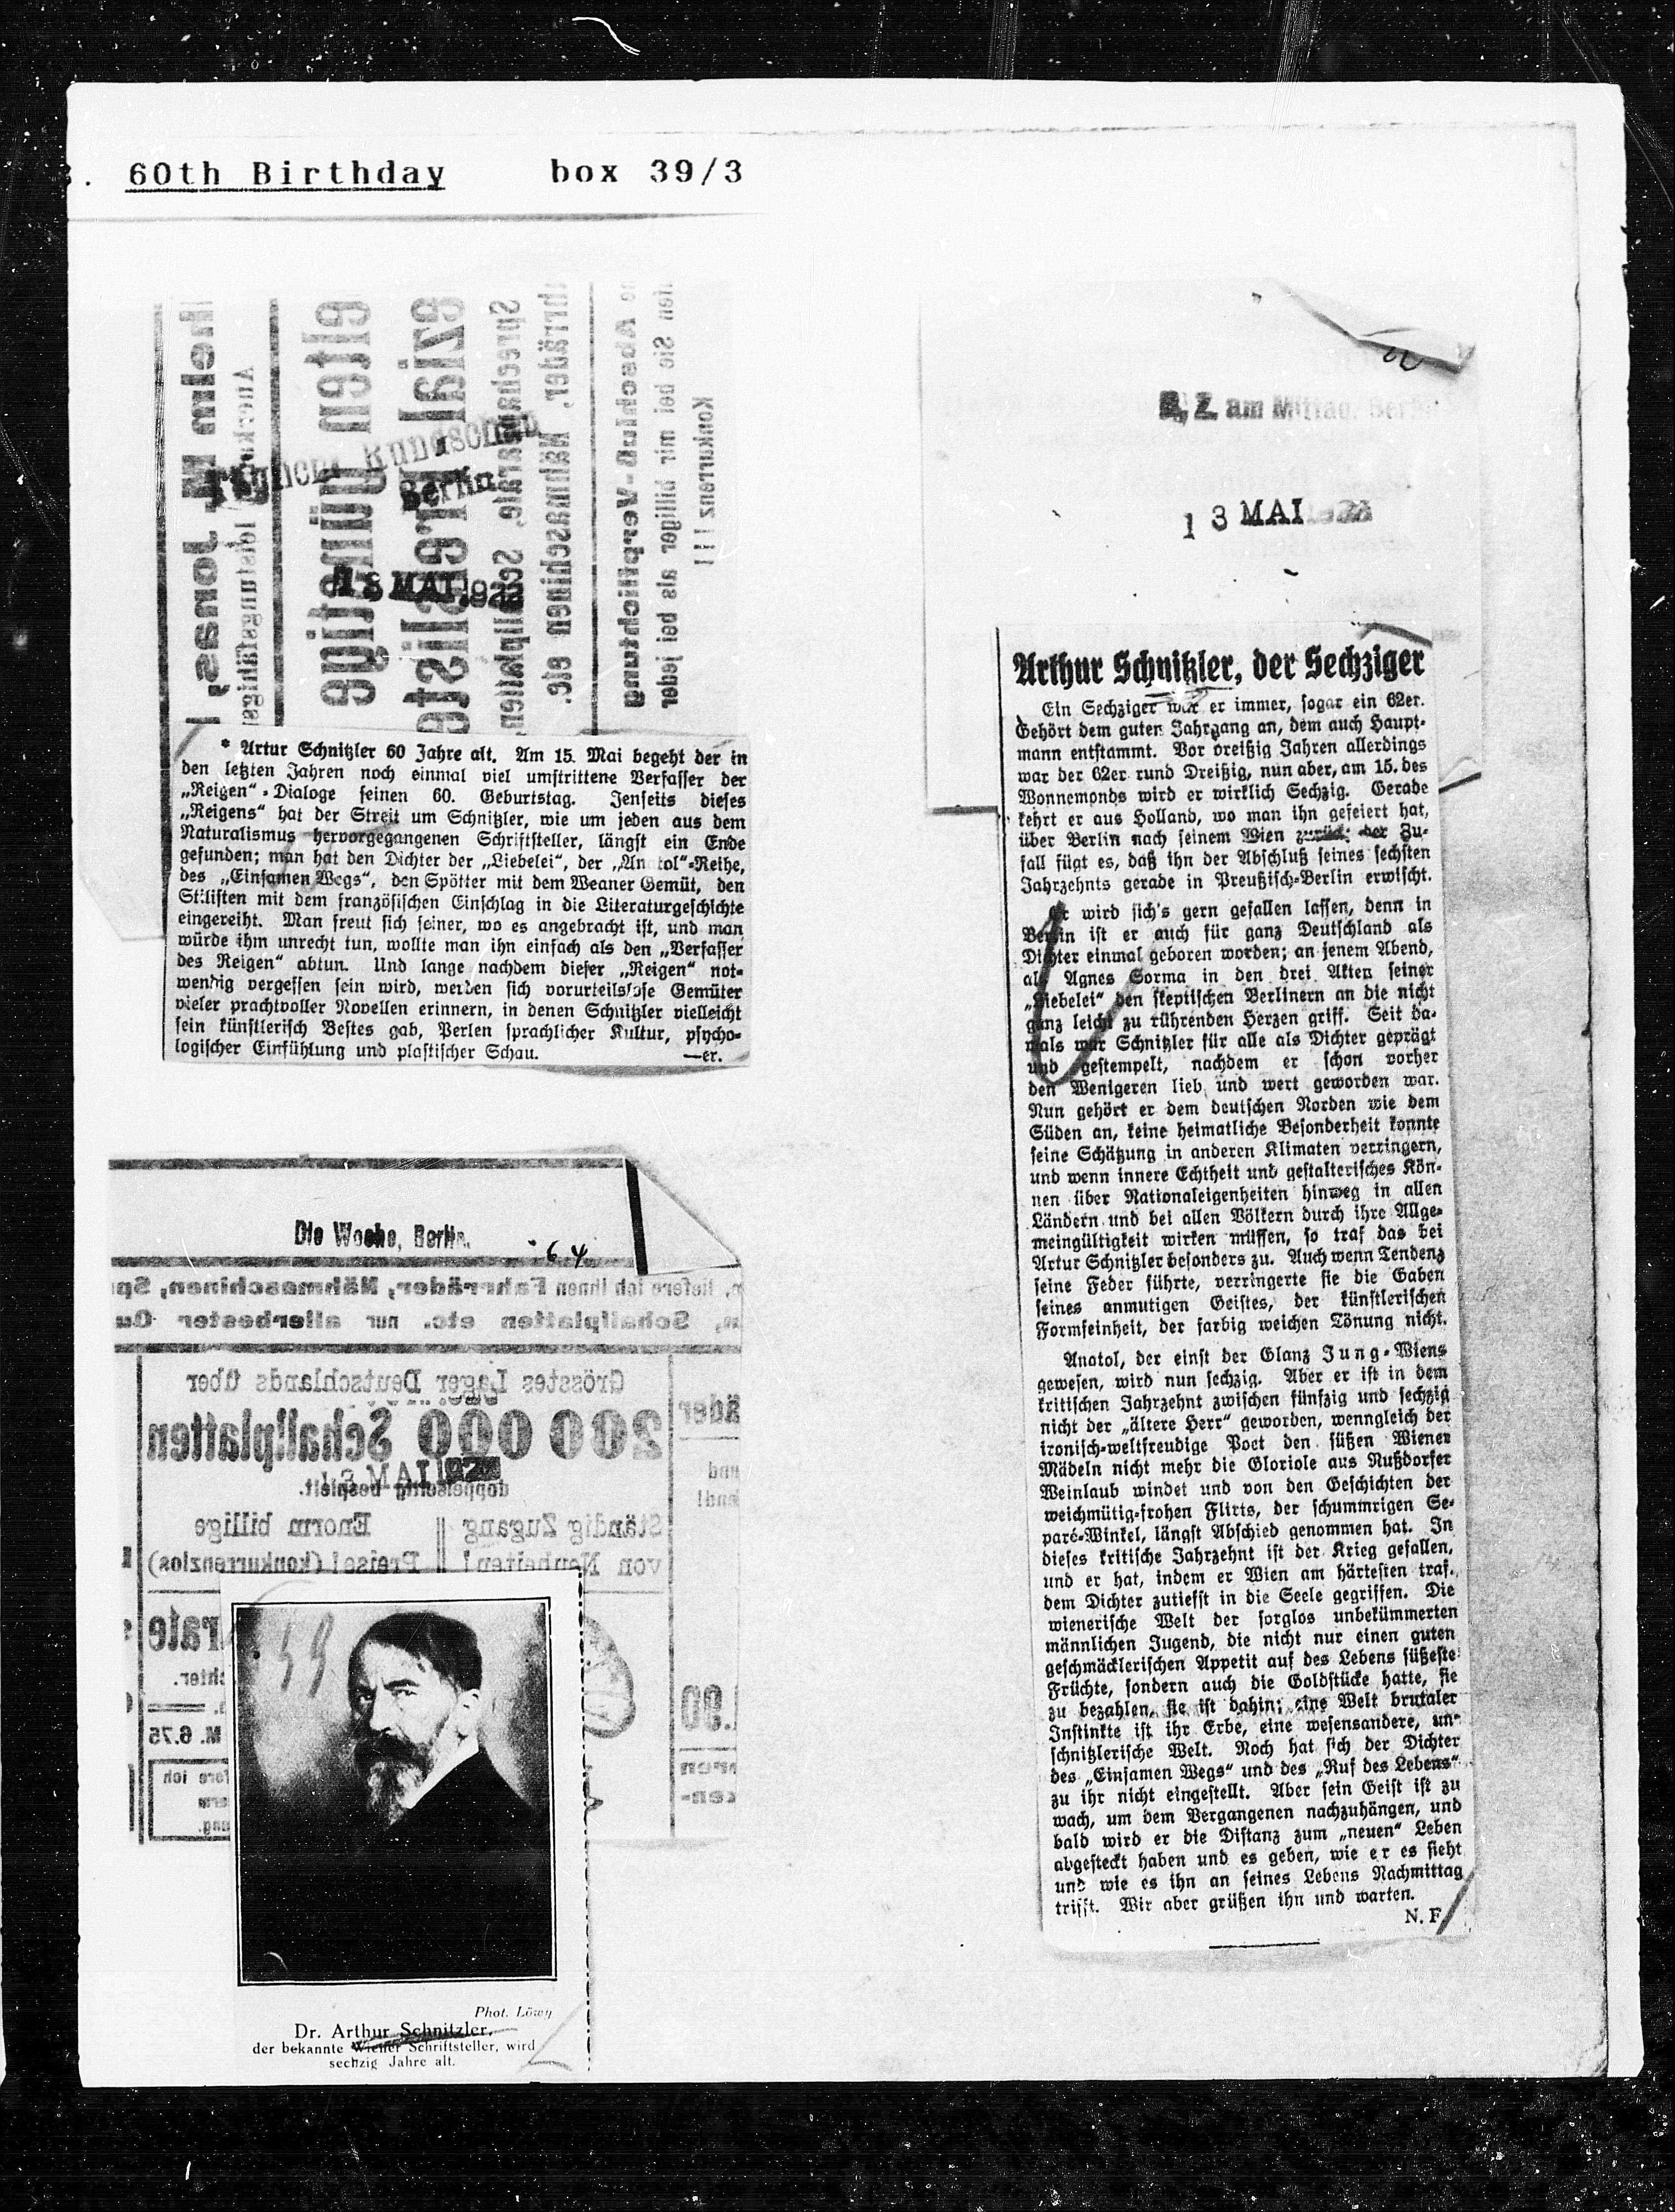 60th Birthday box 39/3
Rundschau
Berlin
18 MAI 1922
* Artur Schnitzler 60 Jahre alt. Am 15. Mai begeht der in
den letzten Jahren noch einmal viel umstrittene Verfasser der
„Reigen"-Dialoge seinen 60. Geburtstag. Jenseits dieses
„Reigens" hat der Streit um Schnitzler, wie um jeden aus dem
Naturalismus hervorgegangenen Schriftsteller, längst ein Ende
gefunden; man hat den Dichter der „Liebelei", der „Anatol"-Reihe,
des „Einsamen Wegs", den Spötter mit dem Weaner Gemüt, den
Stilisten mit dem französischen Einschlag in die Literaturgeschichte
eingereiht. Man freut sich seiner, wo es angebracht ist, und man
würde ihm unrecht tun, wollte man ihn einfach als den „Verfasser
des Reigen" abtun. Und lange nachdem dieser „Reigen" not-
wendig vergessen sein wird, werden sich vorurteilslose Gemüter
vieler prachtvoller Novellen erinnern, in denen Schnitzler vielleicht
sein künstlerisch Bestes gab, Perlen sprachlicher Kultur, psycho-
logischer Einfühlung und plastischer Schau. —er.
Die Woche, Berlin.
64
Grösstes Lager Deutschlands über
200 000 Schallplatten
doppelseitig bespielt.
MAI
Ständig Zugang || Enorm billige
von Neuheiten! || Preise! (konkurrenzlos)
M. 6.75
59
Phot. Löwy
Dr. Arthur Schnitzler,
der bekannte Wiener Schriftsteller, wird
sechzig Jahre alt.
B. Z. am Mittag, Berlin
13 MAI
Arthur Schnitzler, der Sechziger
Ein Sechziger war er immer, sogar ein 62er.
Gehört dem guten Jahrgang an, dem auch Haupt-
mann entstammt. Vor dreißig Jahren allerdings
war der 62er rund Dreißig, nun aber, am 15. des
Wonnemonds wird er wirklich Sechzig. Gerade
kehrt er aus Holland, wo man ihn gefeiert hat,
über Berlin nach seinem Wien zurück: der Zu-
fall fügt es, daß ihn der Abschluß seines sechsten
Jahrzehnts gerade in Preußisch-Berlin erwischt.
Er wird sich's gern gefallen lassen, denn in
Berlin ist er auch für ganz Deutschland als
Dichter einmal geboren worden; an jenem Abend,
als Agnes Sorma in den drei Akten seiner
„Liebelei" den skeptischen Berlinern an die nicht
ganz leicht zu rührenden Herzen griff. Seit da-
mals war Schnitzler für alle als Dichter geprägt
und gestempelt, nachdem er schon vorher
den Wenigeren lieb und wert geworden war.
Nun gehört er dem deutschen Norden wie dem
Süden an, keine heimatliche Besonderheit konnte
seine Schätzung in anderen Klimaten verringern,
und wenn innere Echtheit und gestalterisches Kön-
nen über Nationaleigenheiten hinweg in allen
Ländern und bei allen Völkern durch ihre Allge-
meingültigkeit wirken müssen, so traf das bei
Artur Schnitzler besonders zu. Auch wenn Tendenz
seine Feder führte, verringerte sie die Gaben
seines anmutigen Geistes, der künstlerischen
Formfeinheit, der farbig weichen Tönung nicht.
Anatol, der einst der Glanz Jung-Wiens
gewesen, wird nun sechzig. Aber er ist in dem
kritischen Jahrzehnt zwischen fünfzig und sechzig
nicht der „ältere Herr" geworden, wenngleich der
ironisch-weltfreudige Poet den süßen Wiener
Mädeln nicht mehr die Gloriole aus Nußdorfer
Weinlaub windet und von den Geschichten der
weichmütig-frohen Flirts, der schummrigen Se-
paré-Winkel, längst Abschied genommen hat. In
dieses kritische Jahrzehnt ist der Krieg gefallen,
und er hat, indem er Wien am härtesten traf,
dem Dichter zutiefst in die Seele gegriffen. Die
wienerische Welt der sorglos unbekümmerten
männlichen Jugend, die nicht nur einen guten
geschmäcklerischen Appetit auf des Lebens süßeste
Früchte, sondern auch die Goldstücke hatte, sie
zu bezahlen, sie ist dahin; eine Welt brutaler
Instinkte ist ihr Erbe, eine wesensandere, un-
schnitzlerische Welt. Noch hat sich der Dichter
des „Einsamen Wegs" und des „Ruf des Lebens"
zu ihr nicht eingestellt. Aber sein Geist ist zu
wach, um dem Vergangenen nachzuhängen, und
bald wird er die Distanz zum „neuen" Leben
abgesteckt haben und es geben, wie er es sieht
und wie es ihn an seines Lebens Nachmittag
trifft. Wir aber grüßen ihn und warten.
N. F.